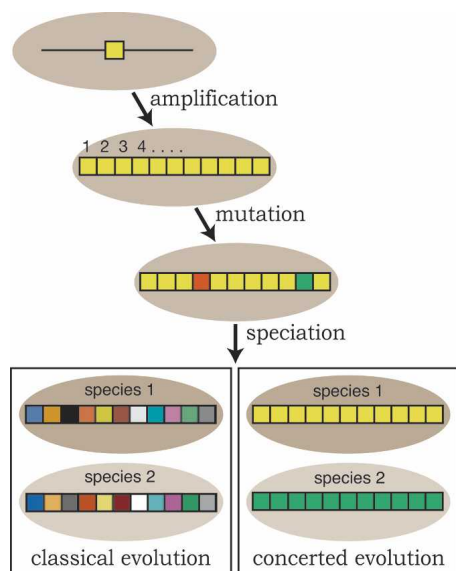 amplification
1 2 3 4 . . . .
mutation
speciation
species 1
species 2
classical evolution
species 1
species 2
concerted evolution